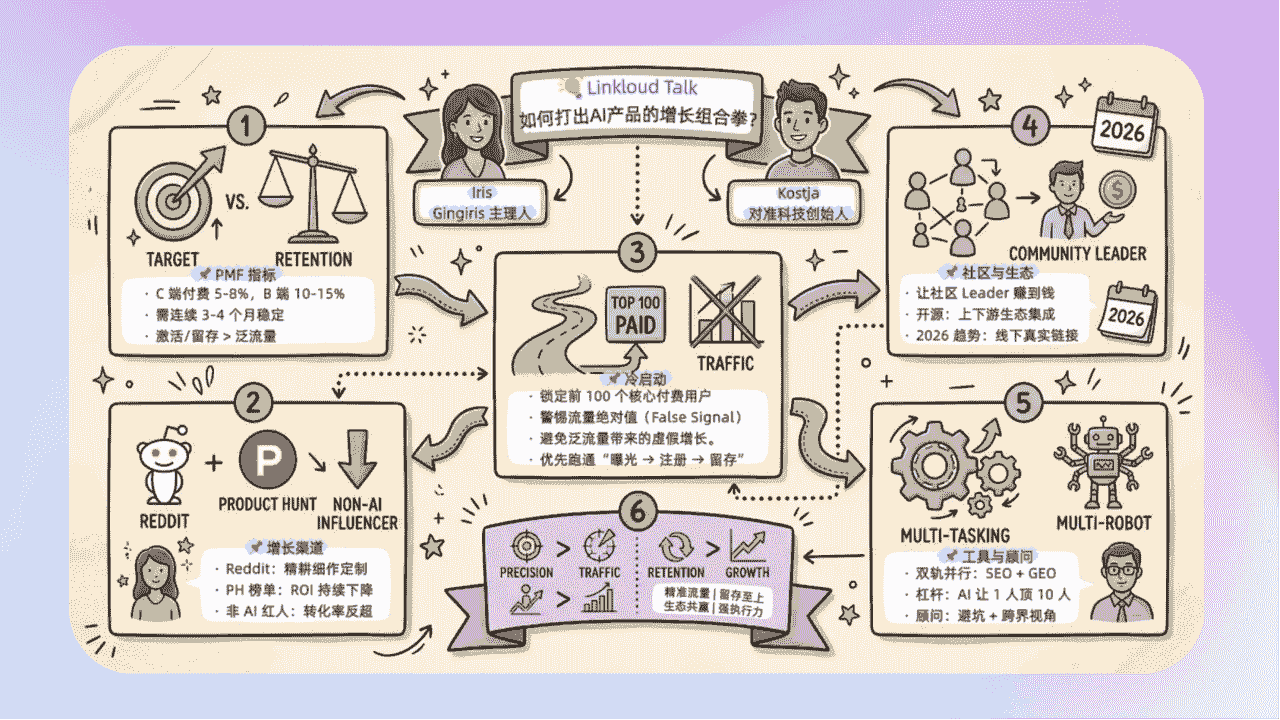 Linkloud Talk
如何打出AI产品的增长组合拳?
Iris
Gingiris 主理人
Kostja
对准科技创始人
1
VS.
TARGET
RETENTION
PMF 指标
· C 端付费 5-8%，B 端 10-15%
· 需连续 3-4 个月稳定
· 激活/留存 > 泛流量
2
P
REDDIT
PRODUCT HUNT
NON-AI
INFLUENCER
增长渠道
· Reddit：精耕细作定制
· PH 榜单：ROI 持续下降
· 非 AI 红人：转化率反超
3
TOP 100
PAID
TRAFFIC
冷启动
· 锁定前 100 个核心付费用户
· 警惕流量绝对值（False Signal）
· 避免泛流量带来的虚假增长。
· 优先跑通“曝光 → 注册 → 留存”
4
2026
$
COMMUNITY LEADER
社区与生态
· 让社区 Leader 赚到钱
· 开源：上下游生态集成
· 2026 趋势：线下真实链接
2026
5
MULTI-TASKING
MULTI-ROBOT
工具与顾问
· 双轨并行：SEO + GEO
· 杠杆：AI 让 1 人顶 10 人
· 顾问：避坑 + 跨界视角
6
> >
PRECISION
TRAFFIC
RETENTION
GROWTH
>
精准流量 | 留存至上
生态共赢 | 强执行力